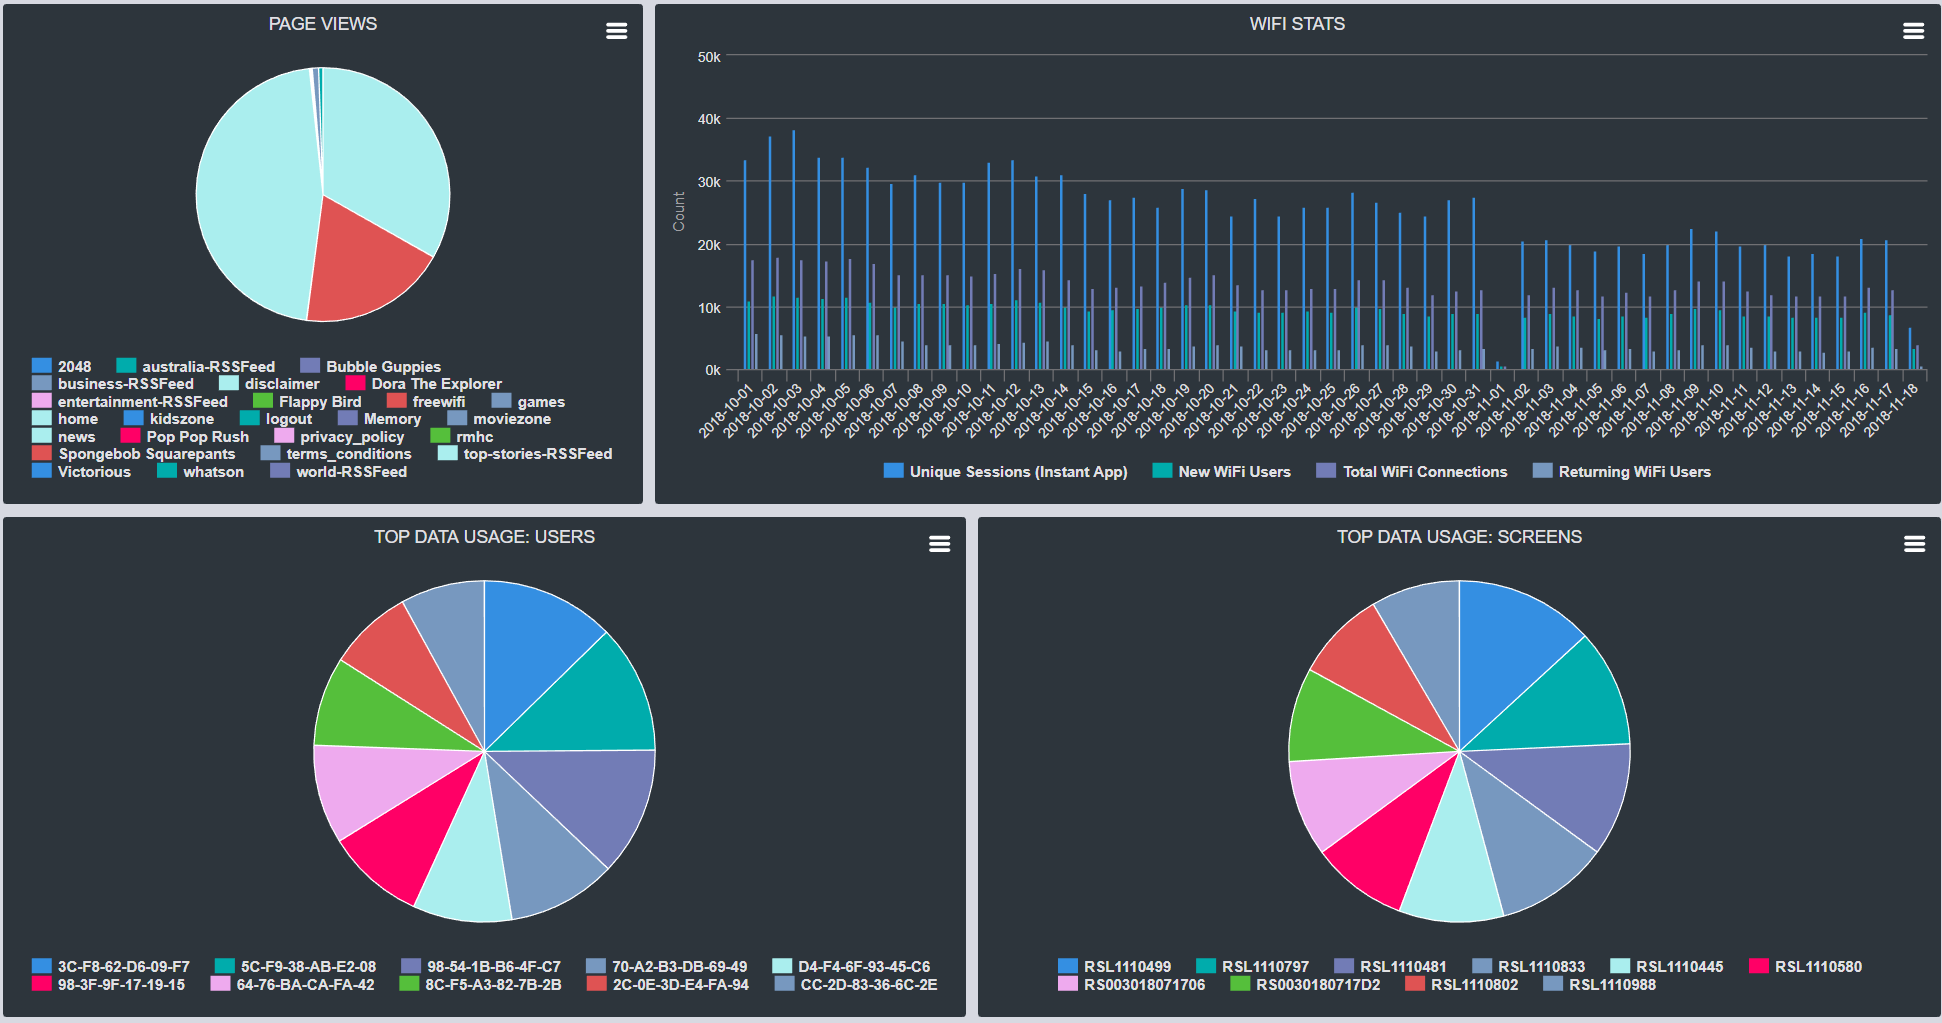 PAGE VIEWS
2048 australia-RSSFeed Bubble Guppies
business-RSSFeed disclaimer Dora The Explorer
entertainment-RSSFeed Flappy Bird freewifi games
home kidszone logout Memory moviezone
news Pop Pop Rush privacy_policy rmhc
Spongebob Squarepants terms_conditions top-stories-RSSFeed
Victorious whatson world-RSSFeed
WIFI STATS
50k
40k
30k
20k
10k
0k
Count
2018-10-01 2018-10-02 2018-10-03 2018-10-04 2018-10-05 2018-10-06 2018-10-07 2018-10-08 2018-10-09 2018-10-10 2018-10-11 2018-10-12 2018-10-13 2018-10-14 2018-10-15 2018-10-16 2018-10-17 2018-10-18 2018-10-19 2018-10-20 2018-10-21 2018-10-22 2018-10-23 2018-10-24 2018-10-25 2018-10-26 2018-10-27 2018-10-28 2018-10-29 2018-10-30 2018-10-31 2018-11-01 2018-11-02 2018-11-03 2018-11-04 2018-11-05 2018-11-06 2018-11-07 2018-11-08 2018-11-09 2018-11-10 2018-11-11 2018-11-12 2018-11-13 2018-11-14 2018-11-15 2018-11-16 2018-11-17 2018-11-18
Unique Sessions (Instant App) New WiFi Users Total WiFi Connections Returning WiFi Users
TOP DATA USAGE: USERS
3C-F8-62-D6-09-F7 5C-F9-38-AB-E2-08 98-54-1B-B6-4F-C7 70-A2-B3-DB-69-49 D4-F4-6F-93-45-C6
98-3F-9F-17-19-15 64-76-BA-CA-FA-42 8C-F5-A3-82-7B-2B 2C-0E-3D-E4-FA-94 CC-2D-83-36-6C-2E
TOP DATA USAGE: SCREENS
RSL1110499 RSL1110797 RSL1110481 RSL1110833 RSL1110445 RSL1110580
RS003018071706 RS0030180717D2 RSL1110802 RSL1110988